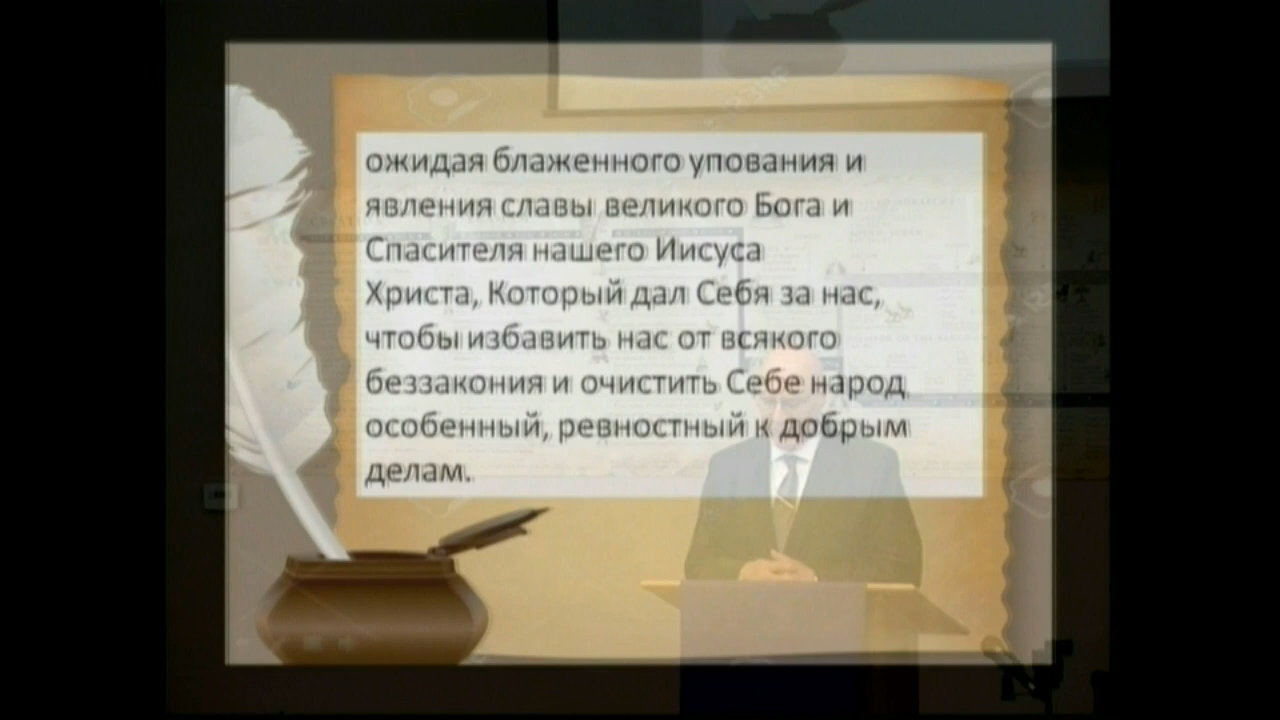 ожидая блаженного упования и
явления славы великого Бога и
Спасителя нашего Иисуса
Христа, Который дал Себя за нас,
чтобы избавить нас от всякого
беззакония и очистить Себе народ
особенный, ревностный к добрым
делам.